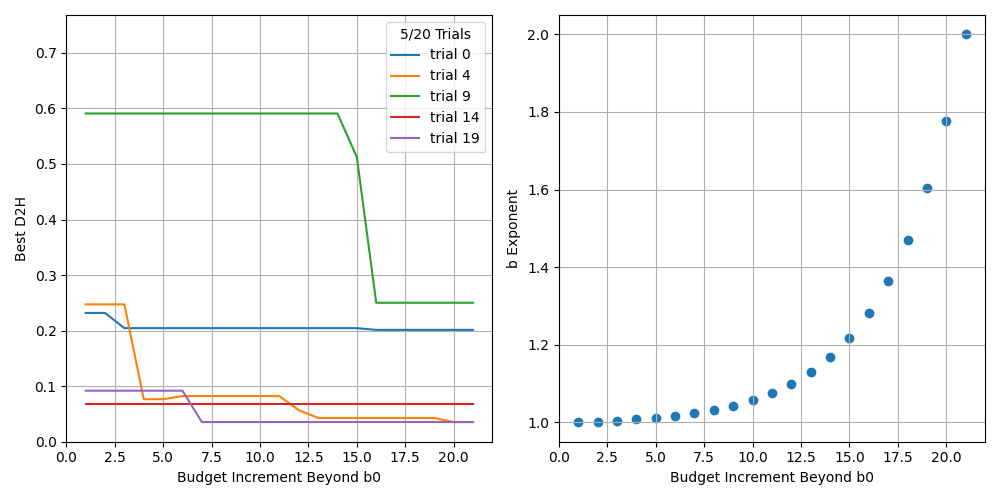 5/20 Trials
trial 0
trial 4
trial 9
trial 14
trial 19
Best D2H
0.7
0.6
0.5
0.4
0.3
0.2
0.1
0.0
0.0 2.5 5.0 7.5 10.0 12.5 15.0 17.5 20.0
Budget Increment Beyond b0
b Exponent
2.0
1.8
1.6
1.4
1.2
1.0
0.0 2.5 5.0 7.5 10.0 12.5 15.0 17.5 20.0
Budget Increment Beyond b0